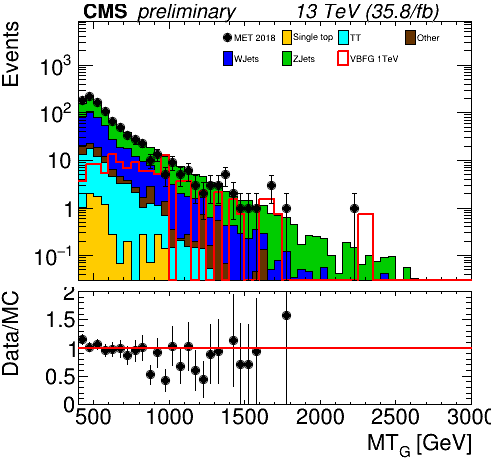 CMS preliminary 13 TeV (35.8/fb)
Events
MET 2018 Single top TT Other
WJets ZJets VBFG 1TeV
10³
10²
10
1
10⁻¹
Data/MC
2
1.5
1
0.5
0
500 1000 1500 2000 2500 3000
MT_G [GeV]